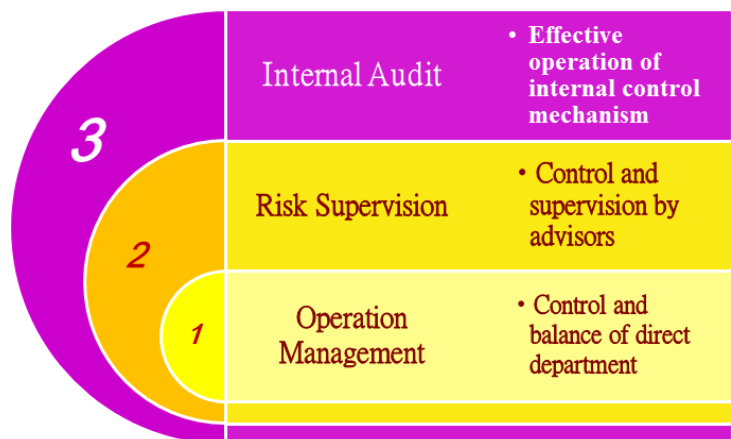 3
Internal Audit
• Effective
operation of
internal control
mechanism
2
Risk Supervision
• Control and
supervision by
advisors
1
Operation
Management
• Control and
balance of direct
department